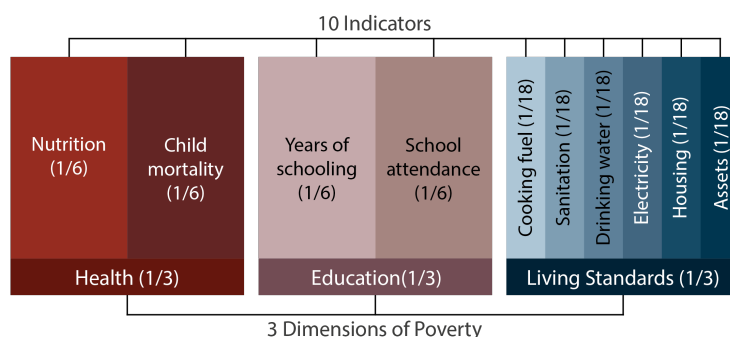 10 Indicators
Nutrition
(1/6)
Child
mortality
(1/6)
Years of
schooling
(1/6)
School
attendance
(1/6)
Cooking fuel (1/18)
Sanitation (1/18)
Drinking water (1/18)
Electricity (1/18)
Housing (1/18)
Assets (1/18)
Health (1/3)
Education(1/3)
Living Standards (1/3)
3 Dimensions of Poverty